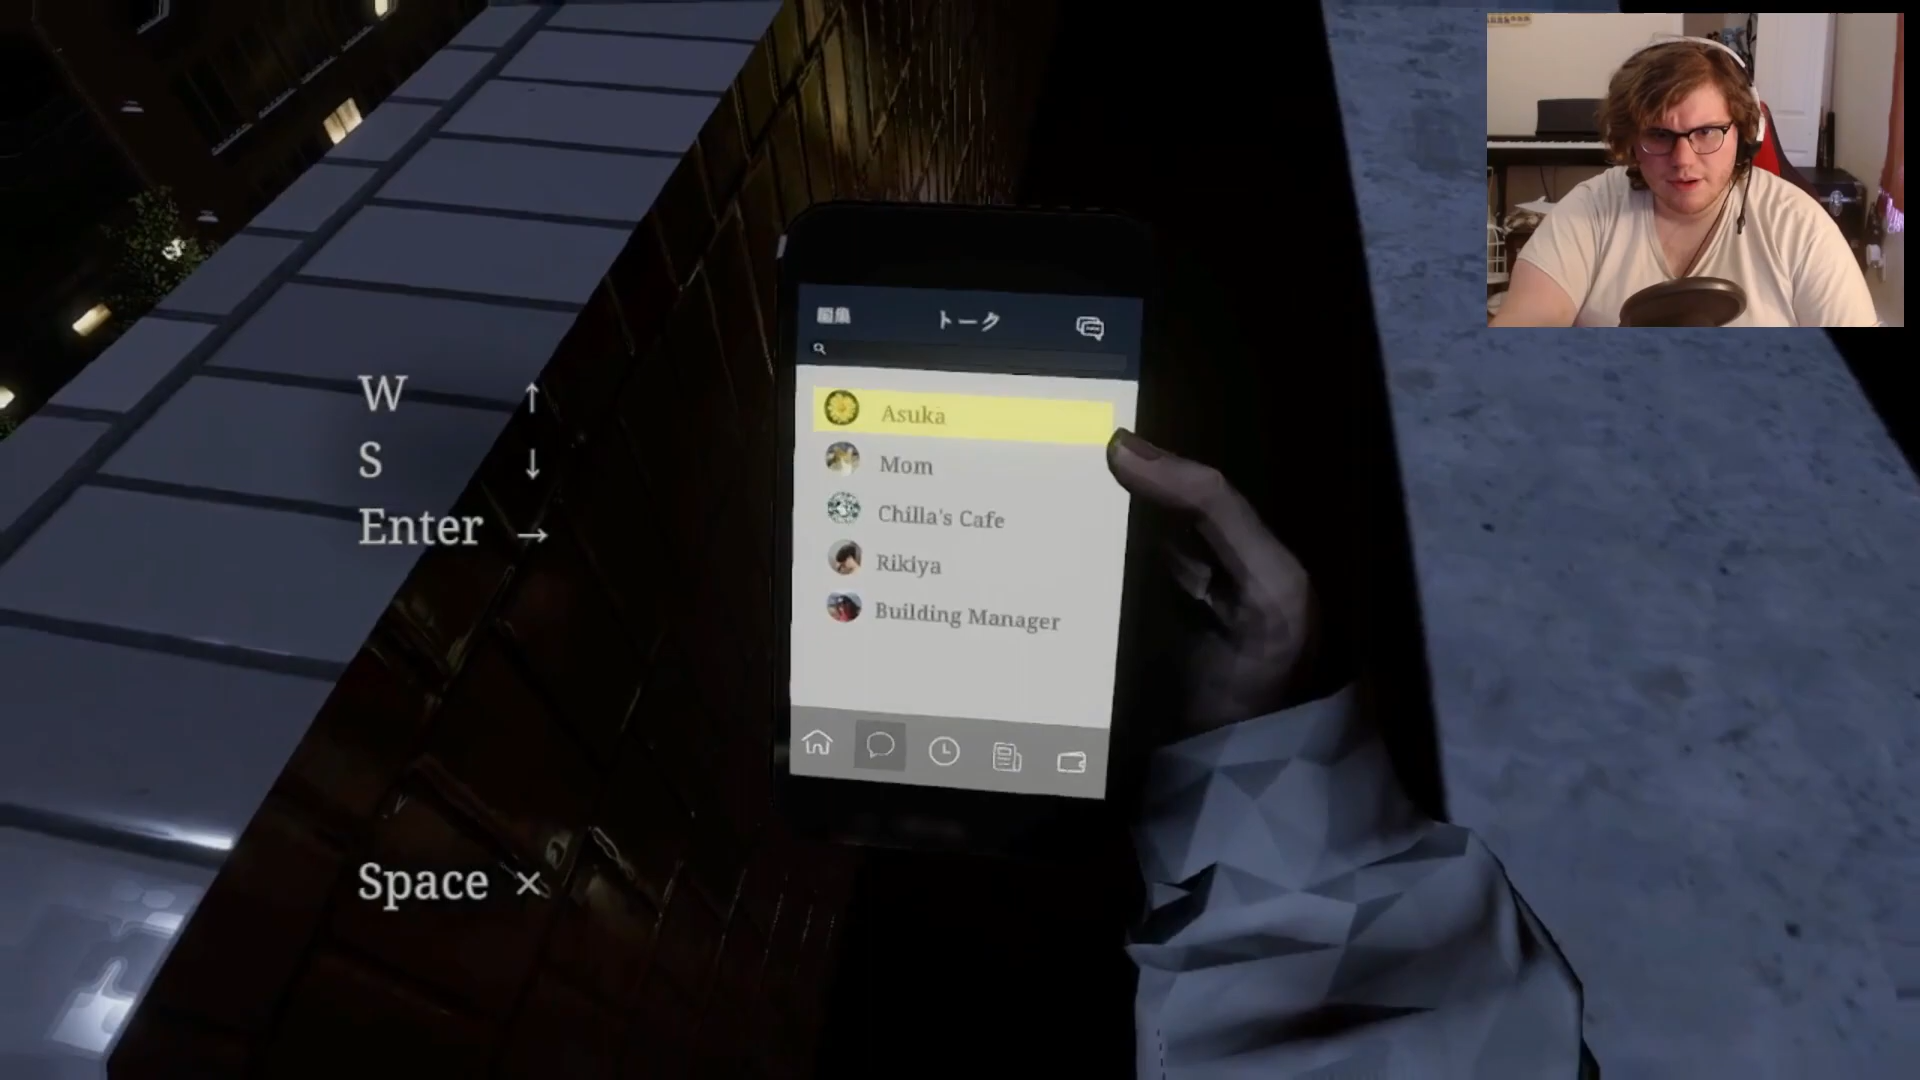 編集 トーク
W ↑
S ↓
Enter →
Asuka
Mom
Chilla's Cafe
Rikiya
Building Manager
Space ×